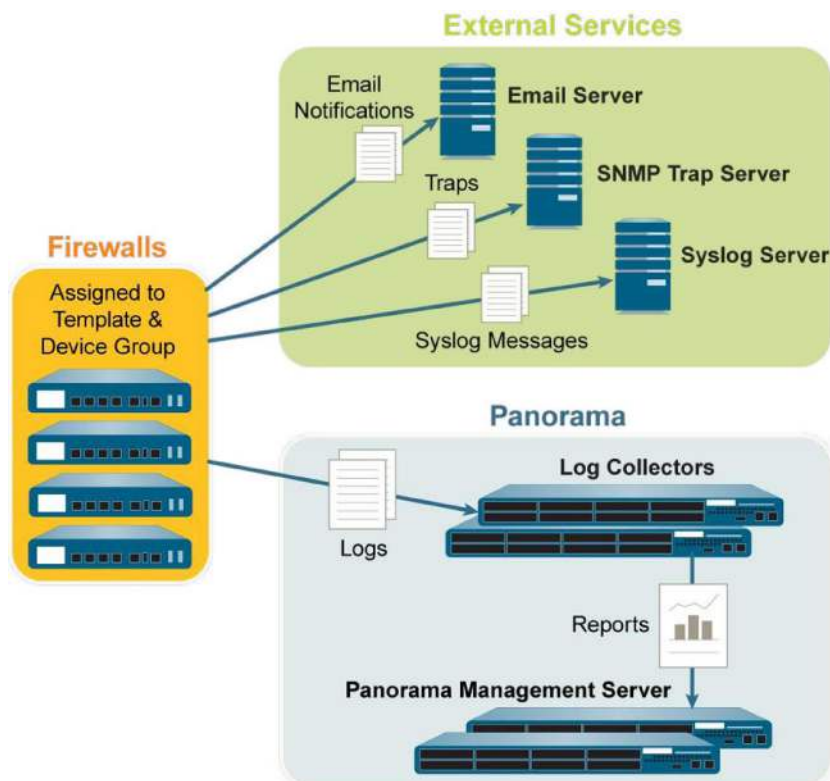 External Services
Email
Notifications
Email Server
Traps
SNMP Trap Server
Syslog Server
Syslog Messages
Firewalls
Assigned to
Template &
Device Group
Panorama
Log Collectors
Logs
Reports
Panorama Management Server